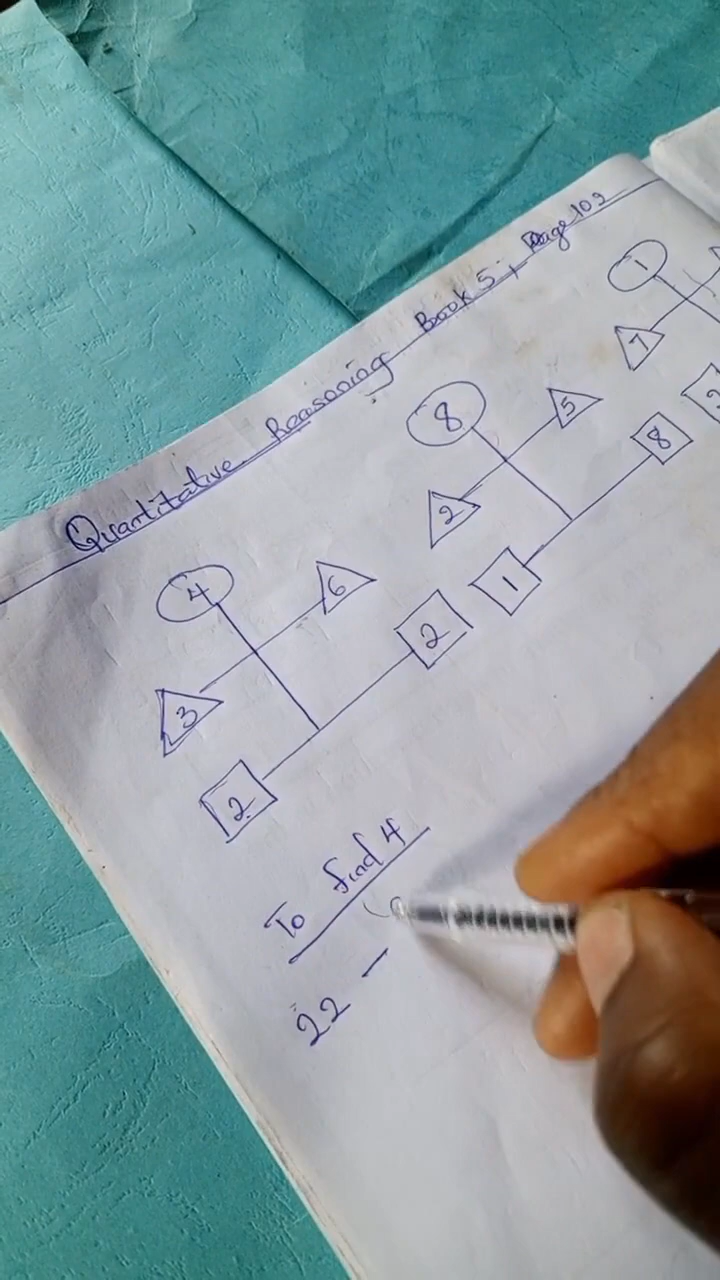 Quantitative Reasoning Book 5, Page 102
4 8 1
3 6 2 5 7
2 2 1 8
To find 4
22 - (